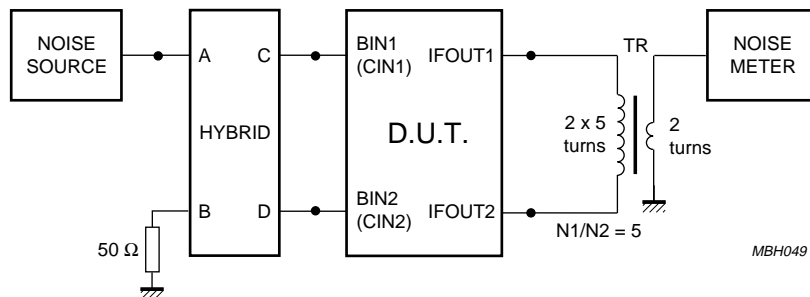 NOISE
SOURCE
A
C
B
D
HYBRID
50 Ω
BIN1
(CIN1)
IFOUT1
D.U.T.
BIN2
(CIN2)
IFOUT2
TR
2 x 5
turns
2
turns
N1/N2 = 5
NOISE
METER
MBH049